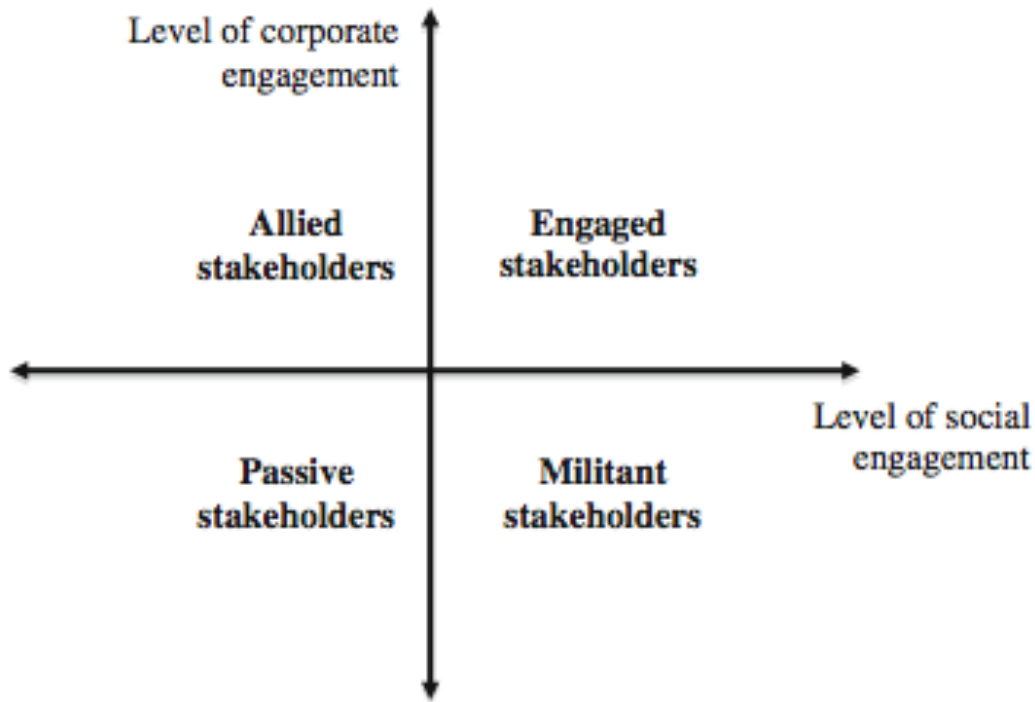 Level of corporate
engagement
Allied
stakeholders
Engaged
stakeholders
Level of social
engagement
Passive
stakeholders
Militant
stakeholders